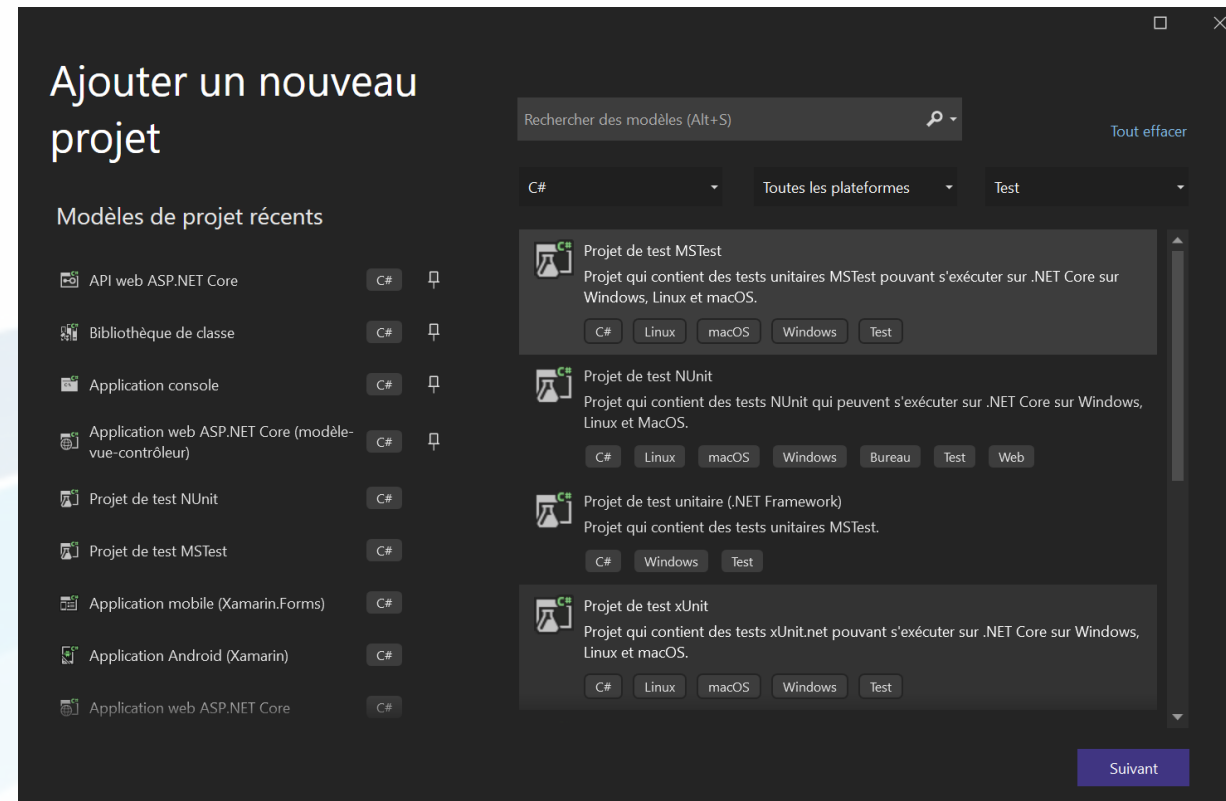 Ajouter un nouveau
projet
Modèles de projet récents
API web ASP.NET Core C#
Bibliothèque de classe C#
Application console C#
Application web ASP.NET Core (modèle-
vue-contrôleur) C#
Projet de test NUnit C#
Projet de test MSTest C#
Application mobile (Xamarin.Forms) C#
Application Android (Xamarin) C#
Application web ASP.NET Core C#
Rechercher des modèles (Alt+S)
Tout effacer
C# Toutes les plateformes Test
Projet de test MSTest
Projet qui contient des tests unitaires MSTest pouvant s'exécuter sur .NET Core sur
Windows, Linux et macOS.
C# Linux macOS Windows Test
Projet de test NUnit
Projet qui contient des tests NUnit qui peuvent s'exécuter sur .NET Core sur Windows,
Linux et MacOS.
C# Linux macOS Windows Bureau Test Web
Projet de test unitaire (.NET Framework)
Projet qui contient des tests unitaires MSTest.
C# Windows Test
Projet de test xUnit
Projet qui contient des tests xUnit.net pouvant s'exécuter sur .NET Core sur Windows,
Linux et macOS.
C# Linux macOS Windows Test
Suivant